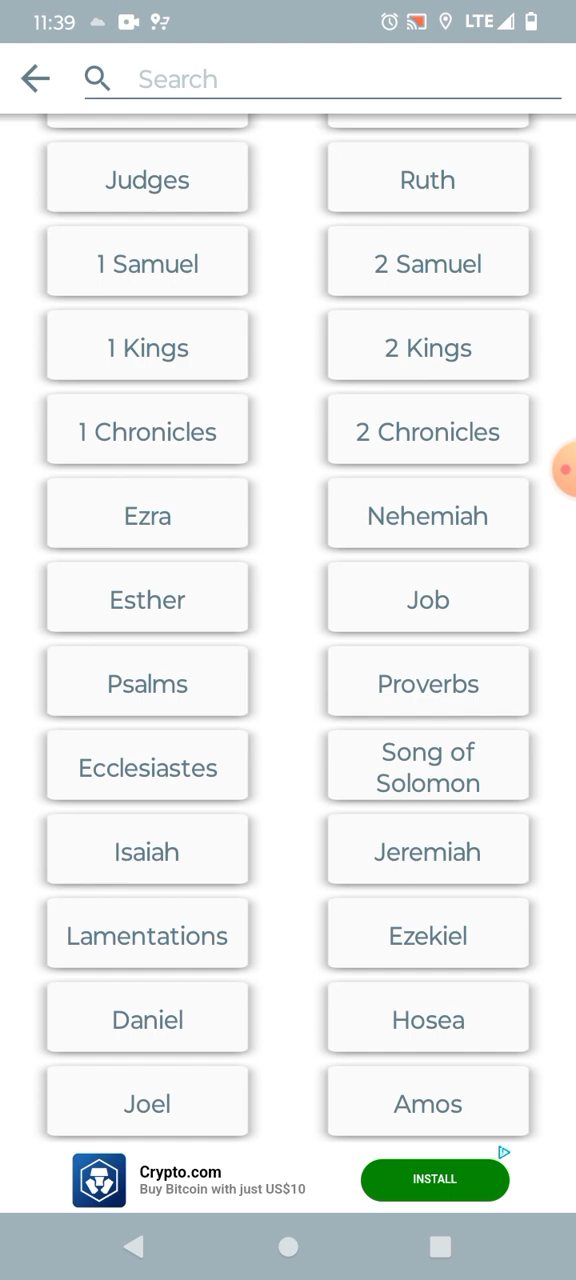 11:39
LTE
Search
Judges
Ruth
1 Samuel
2 Samuel
1 Kings
2 Kings
1 Chronicles
2 Chronicles
Ezra
Nehemiah
Esther
Job
Psalms
Proverbs
Ecclesiastes
Song of
Solomon
Isaiah
Jeremiah
Lamentations
Ezekiel
Daniel
Hosea
Joel
Amos
Crypto.com
Buy Bitcoin with just US$10
INSTALL